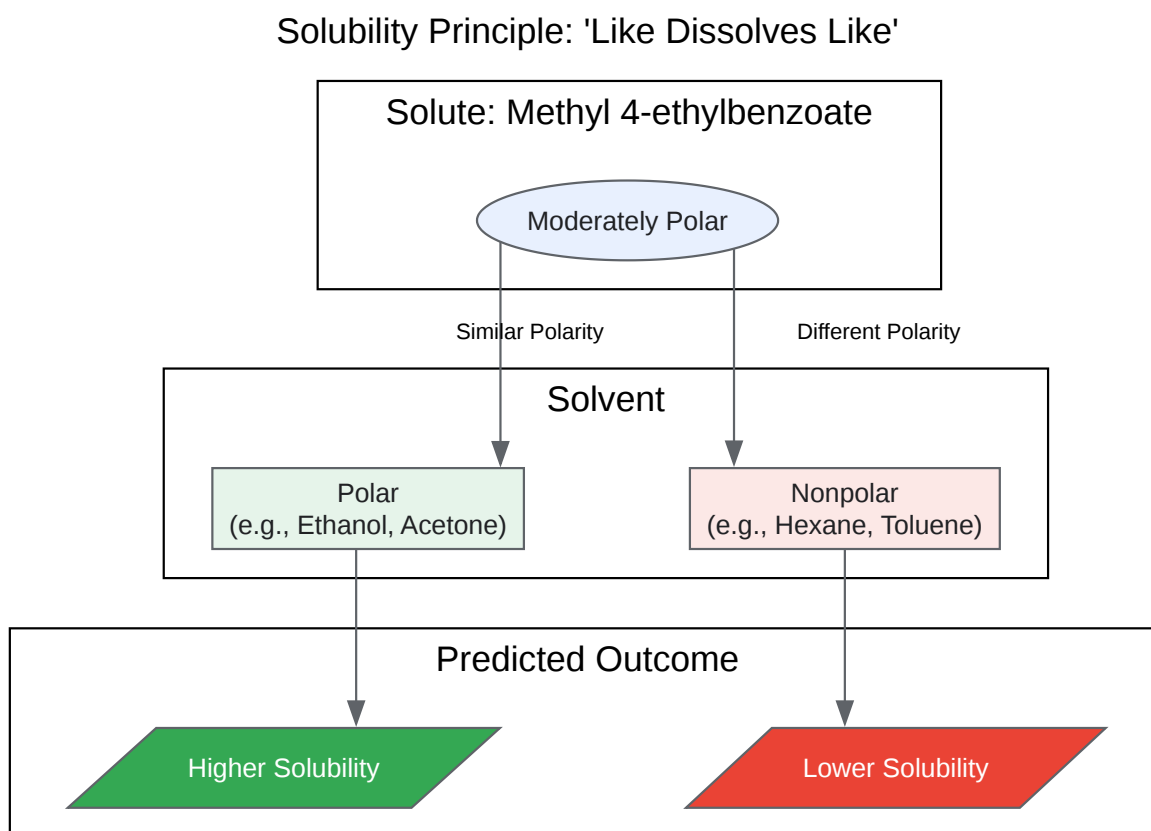 Solubility Principle: 'Like Dissolves Like'
Solute: Methyl 4-ethylbenzoate
Moderately Polar
Similar Polarity
Different Polarity
Solvent
Polar
(e.g., Ethanol, Acetone)
Nonpolar
(e.g., Hexane, Toluene)
Predicted Outcome
Higher Solubility
Lower Solubility